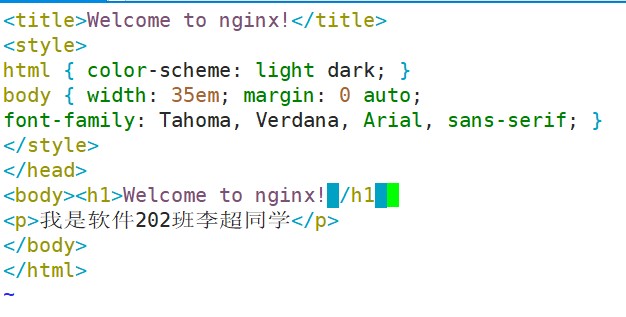 <title>Welcome to nginx!</title>
<style>
html { color-scheme: light dark; }
body { width: 35em; margin: 0 auto;
font-family: Tahoma, Verdana, Arial, sans-serif; }
</style>
</head>
<body><h1>Welcome to nginx!</h1>
<p>我是软件202班李超同学</p>
</body>
</html>
~